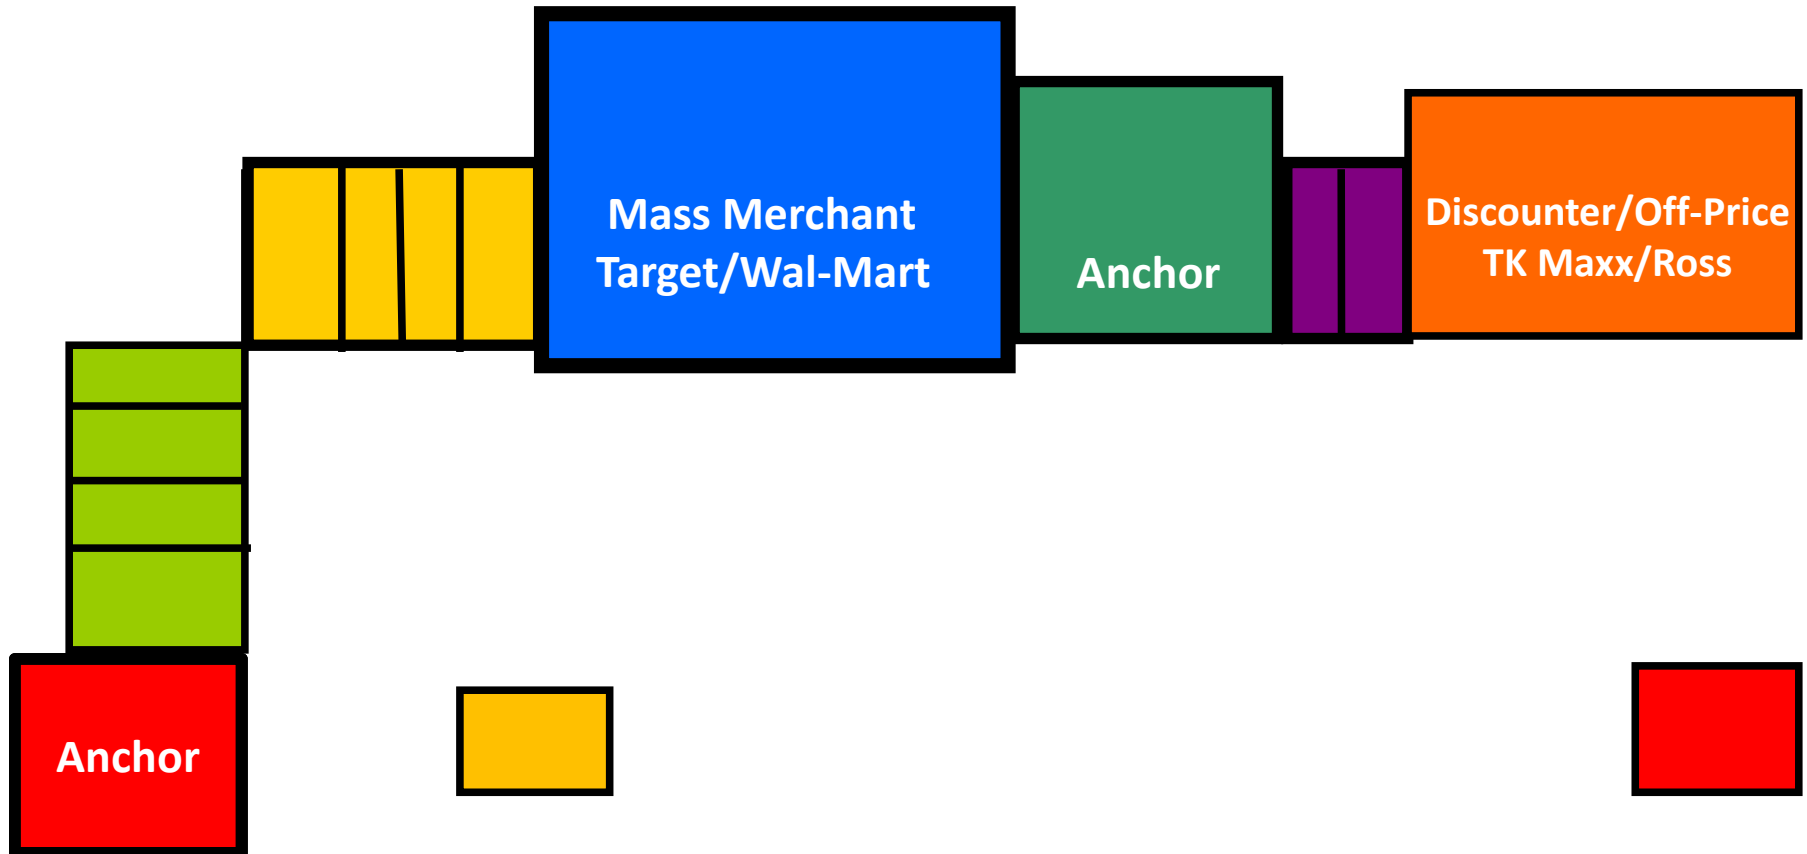 Mass Merchant
Target/Wal-Mart
Anchor
Discounter/Off-Price
TK Maxx/Ross
Anchor